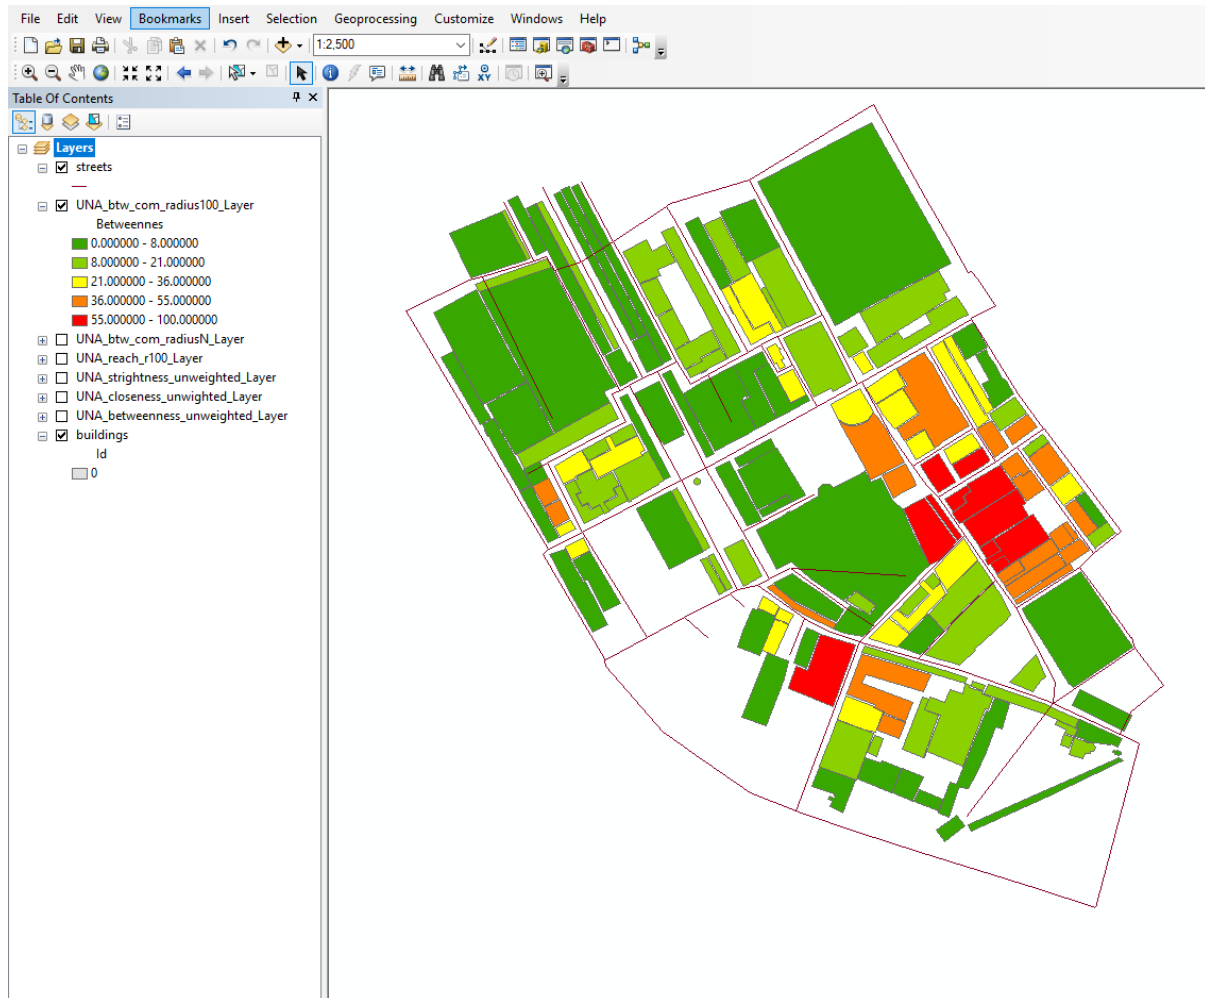 File Edit View Bookmarks Insert Selection Geoprocessing Customize Windows Help
1:2,500
XY
Table Of Contents
Layers
streets
UNA_btw_com_radius100_Layer
Betweennes
0.000000 - 8.000000
8.000000 - 21.000000
21.000000 - 36.000000
36.000000 - 55.000000
55.000000 - 100.000000
UNA_btw_com_radiusN_Layer
UNA_reach_r100_Layer
UNA_strightness_unweighted_Layer
UNA_closeness_unwighted_Layer
UNA_betweenness_unweighted_Layer
buildings
Id
0